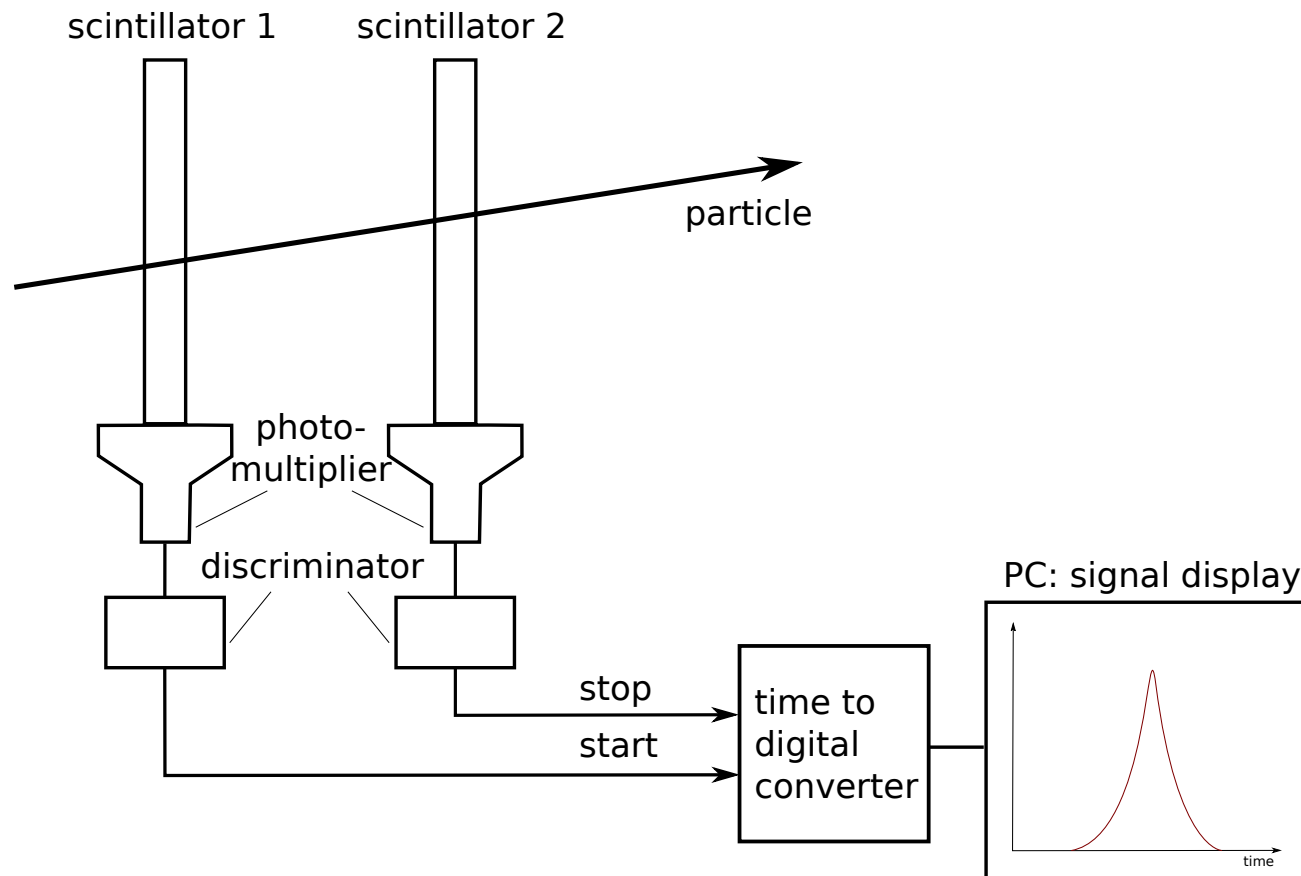 scintillator 1
scintillator 2
particle
photo-
multiplier
discriminator
PC: signal display
stop
start
time to
digital
converter
time